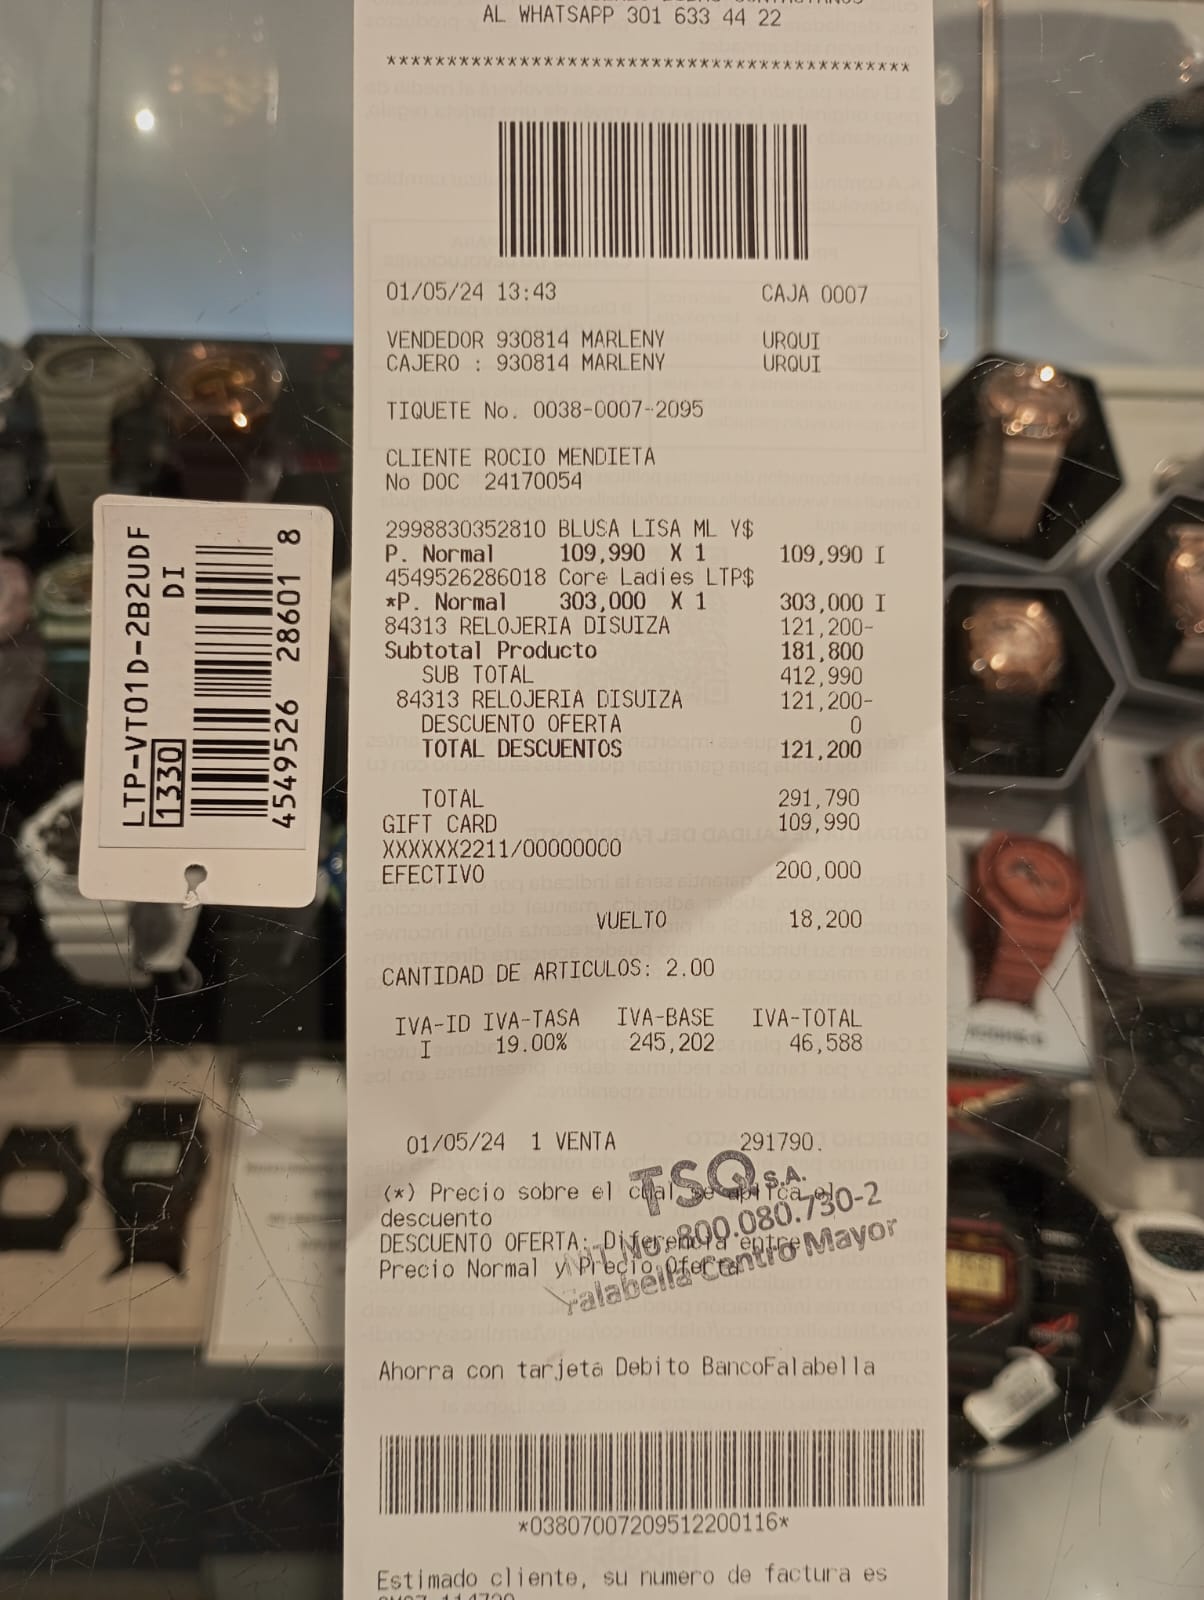 AL WHATSAPP 301 633 44 22
*******************************************
01/05/24 13:43 CAJA 0007
VENDEDOR 930814 MARLENY URQUI
CAJERO : 930814 MARLENY URQUI
TIQUETE No. 0038-0007-2095
CLIENTE ROCIO MENDIETA
No DOC 24170054
2998830352810 BLUSA LISA ML Y$
P. Normal 109,990 X 1 109,990 I
4549526286018 Core Ladies LTP$
*P. Normal 303,000 X 1 303,000 I
84313 RELOJERIA DISUIZA 121,200-
Subtotal Producto 181,800
SUB TOTAL 412,990
84313 RELOJERIA DISUIZA 121,200-
DESCUENTO OFERTA 0
TOTAL DESCUENTOS 121,200
TOTAL 291,790
GIFT CARD 109,990
XXXXXX2211/00000000
EFECTIVO 200,000
VUELTO 18,200
CANTIDAD DE ARTICULOS: 2.00
IVA-ID IVA-TASA IVA-BASE IVA-TOTAL
I 19.00% 245,202 46,588
01/05/24 1 VENTA 291790.
(*) Precio sobre el cual se aplica el
descuento
DESCUENTO OFERTA: Diferencia entre
Precio Normal y Precio Oferta
TSQ S.A.
NIT No. 800.080.730-2
Falabella Centro Mayor
Ahorra con tarjeta Debito BancoFalabella
*03807007209512200116*
Estimado cliente, su numero de factura es
LTP-VT01D-2B2UDF
DI
1330
4549526 28601 8